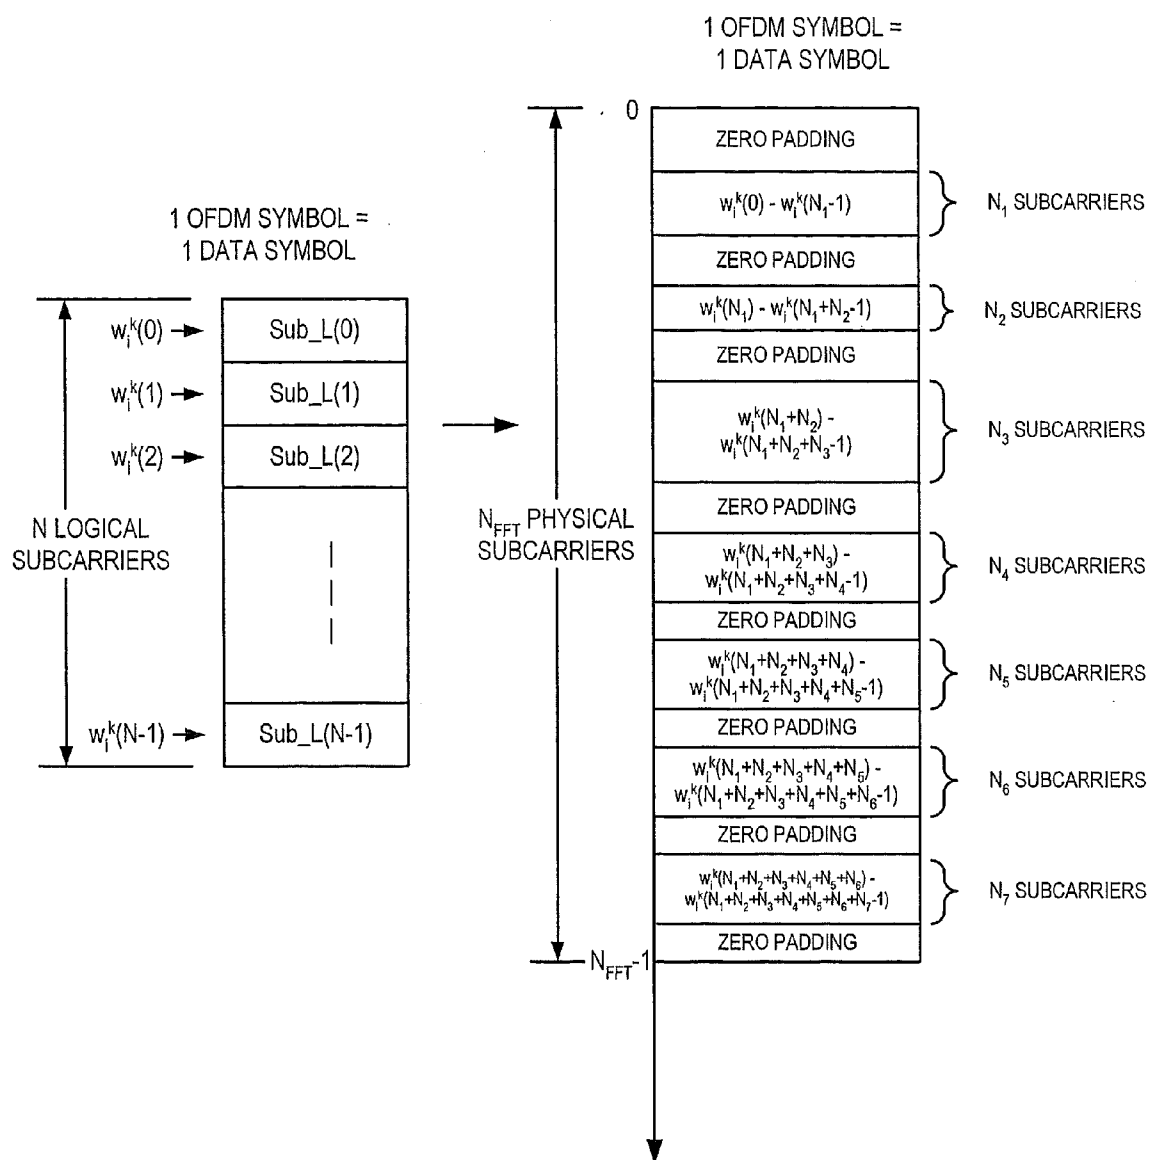 1 OFDM SYMBOL =
1 DATA SYMBOL
N LOGICAL
SUBCARRIERS
w_i^k(0)
Sub_L(0)
w_i^k(1)
Sub_L(1)
w_i^k(2)
Sub_L(2)
w_i^k(N-1)
Sub_L(N-1)
1 OFDM SYMBOL =
1 DATA SYMBOL
N_FFT PHYSICAL
SUBCARRIERS
0
ZERO PADDING
w_i^k(0) - w_i^k(N_1-1)
N_1 SUBCARRIERS
ZERO PADDING
w_i^k(N_1) - w_i^k(N_1+N_2-1)
N_2 SUBCARRIERS
ZERO PADDING
w_i^k(N_1+N_2) -
w_i^k(N_1+N_2+N_3-1)
N_3 SUBCARRIERS
ZERO PADDING
w_i^k(N_1+N_2+N_3) -
w_i^k(N_1+N_2+N_3+N_4-1)
N_4 SUBCARRIERS
ZERO PADDING
w_i^k(N_1+N_2+N_3+N_4) -
w_i^k(N_1+N_2+N_3+N_4+N_5-1)
N_5 SUBCARRIERS
ZERO PADDING
w_i^k(N_1+N_2+N_3+N_4+N_5) -
w_i^k(N_1+N_2+N_3+N_4+N_5+N_6-1)
N_6 SUBCARRIERS
ZERO PADDING
w_i^k(N_1+N_2+N_3+N_4+N_5+N_6) -
w_i^k(N_1+N_2+N_3+N_4+N_5+N_6+N_7-1)
N_7 SUBCARRIERS
ZERO PADDING
N_FFT-1